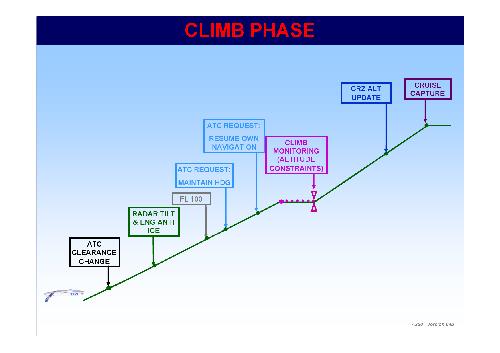 CLIMB PHASE
CRUISE
CAPTURE
CRZ ALT
UPDATE
ATC REQUEST:
RESUME OWN
NAVIGATION
CLIMB
MONITORING
(ALTITUDE
CONSTRAINTS)
ATC REQUEST:
MAINTAIN HDG
FL 100
RADAR TILT
& ENG ANTI
ICE
ATC
CLEARANCE
CHANGE